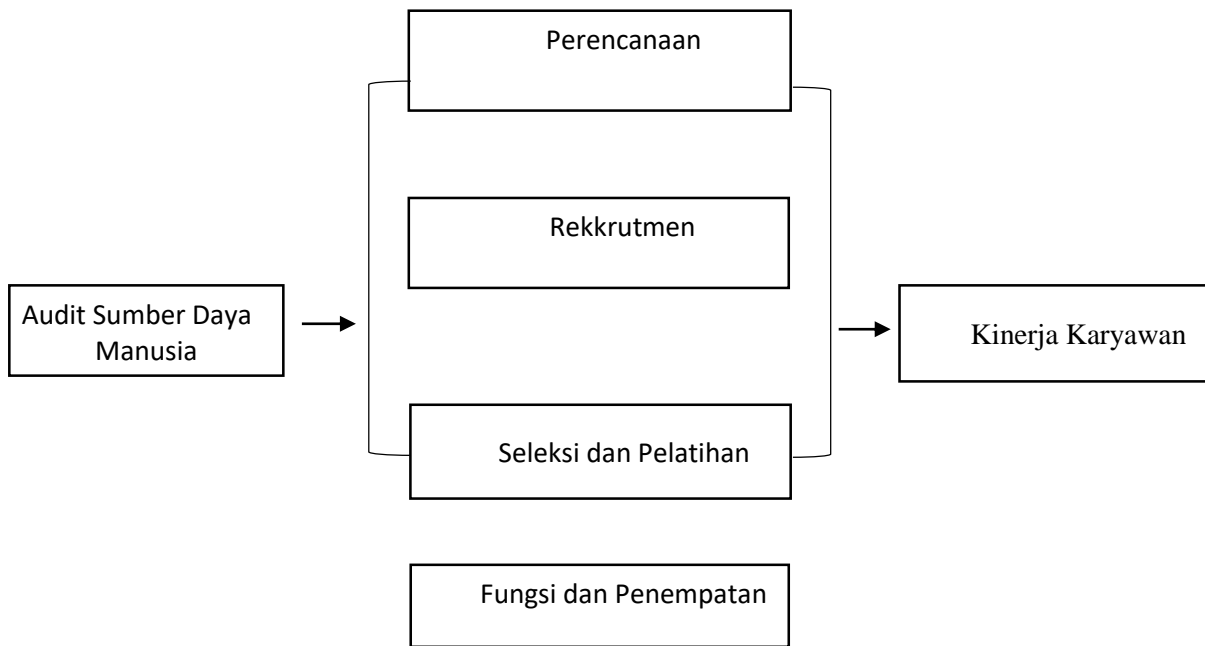 Perencanaan
Rekkrutmen
Audit Sumber Daya
Manusia
Kinerja Karyawan
Seleksi dan Pelatihan
Fungsi dan Penempatan